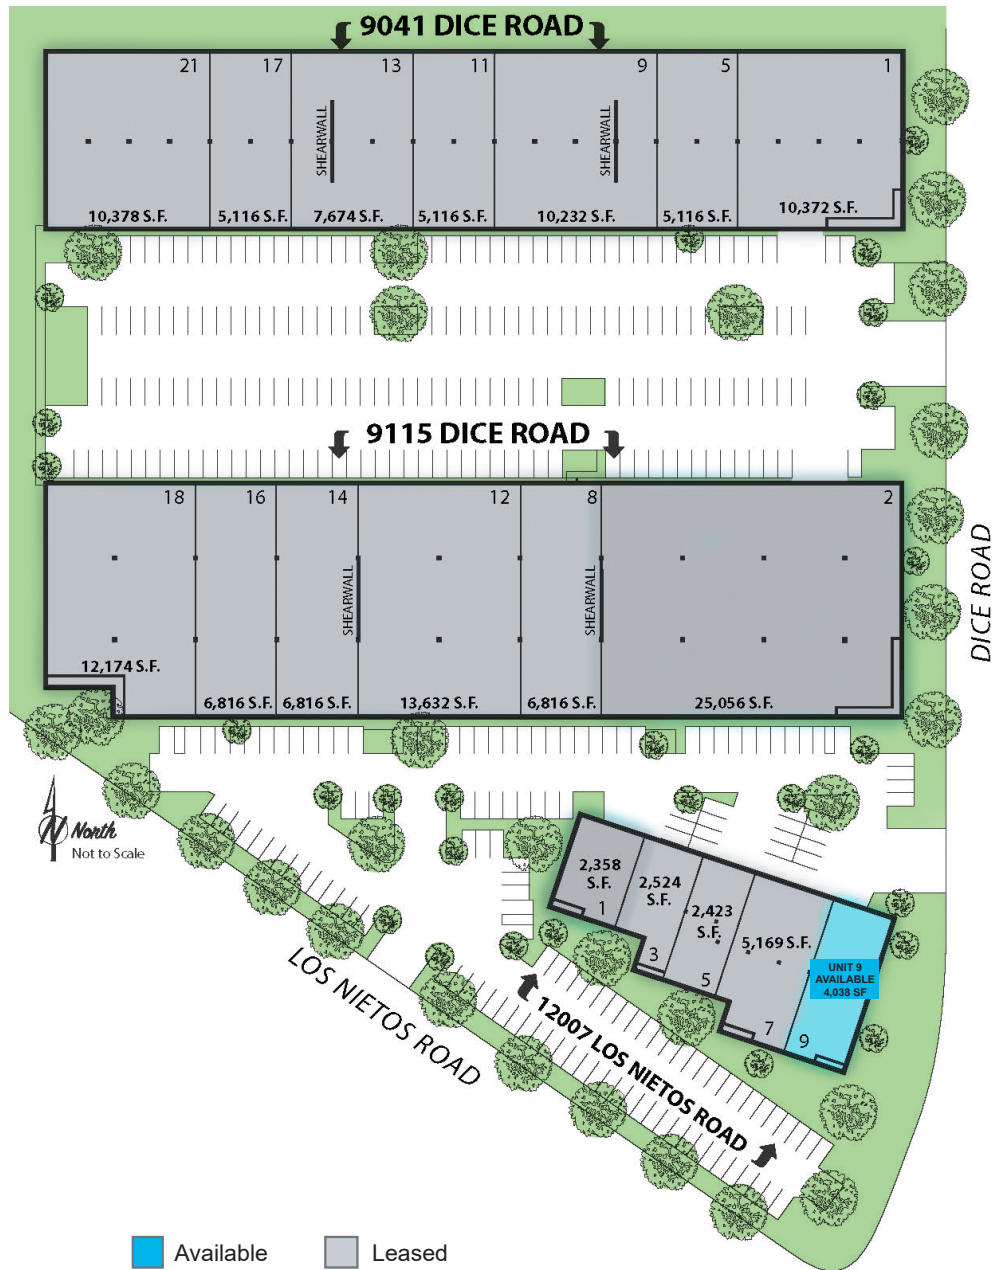 9041 DICE ROAD
21
17
13
11
9
5
1
SHEARWALL
SHEARWALL
10,378 S.F.
5,116 S.F.
7,674 S.F.
5,116 S.F.
10,232 S.F.
5,116 S.F.
10,372 S.F.
9115 DICE ROAD
18
16
14
12
8
2
SHEARWALL
SHEARWALL
12,174 S.F.
6,816 S.F.
6,816 S.F.
13,632 S.F.
6,816 S.F.
25,056 S.F.
DICE ROAD
N
North
Not to Scale
2,358
S.F.
1
2,524
S.F.
3
2,423
S.F.
5
5,169 S.F.
7
UNIT 9
AVAILABLE
4,038 SF
9
LOS NIETOS ROAD
12007 LOS NIETOS ROAD
Available
Leased